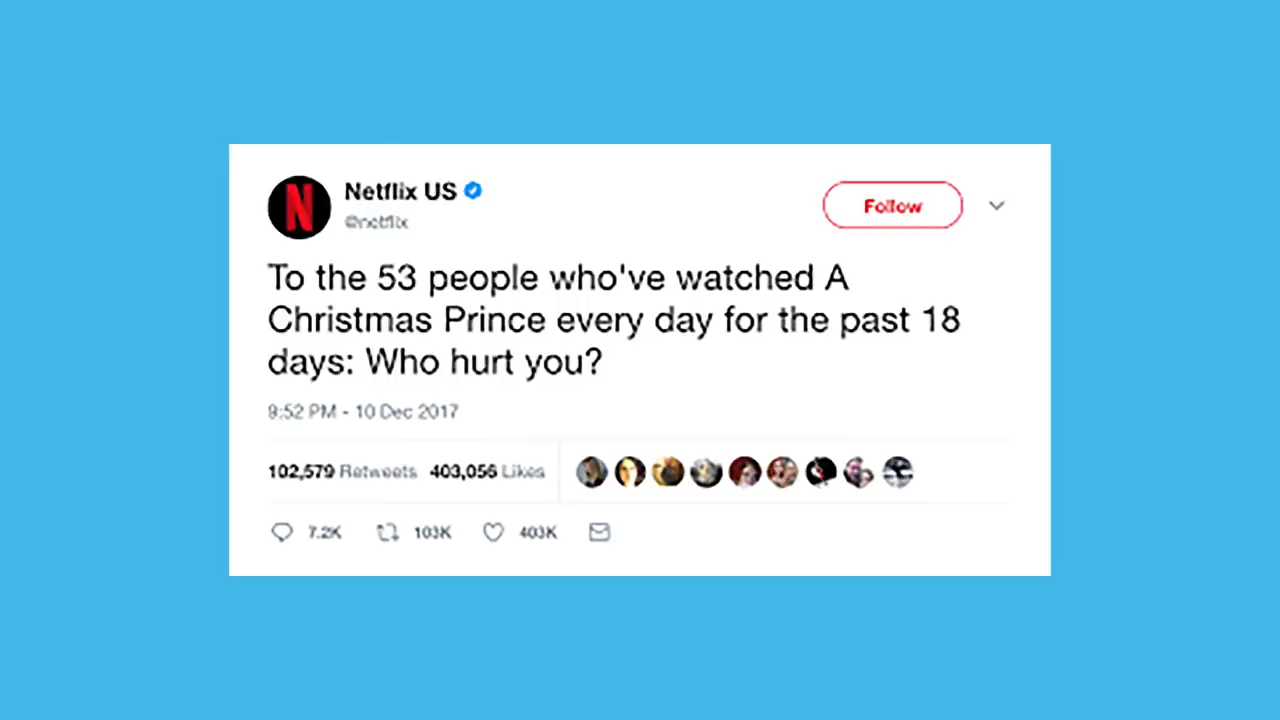 N
Netflix US
@netflix
Follow
To the 53 people who've watched A
Christmas Prince every day for the past 18
days: Who hurt you?
9:52 PM - 10 Dec 2017
102,579 Retweets 403,056 Likes
7.2K 103K 403K